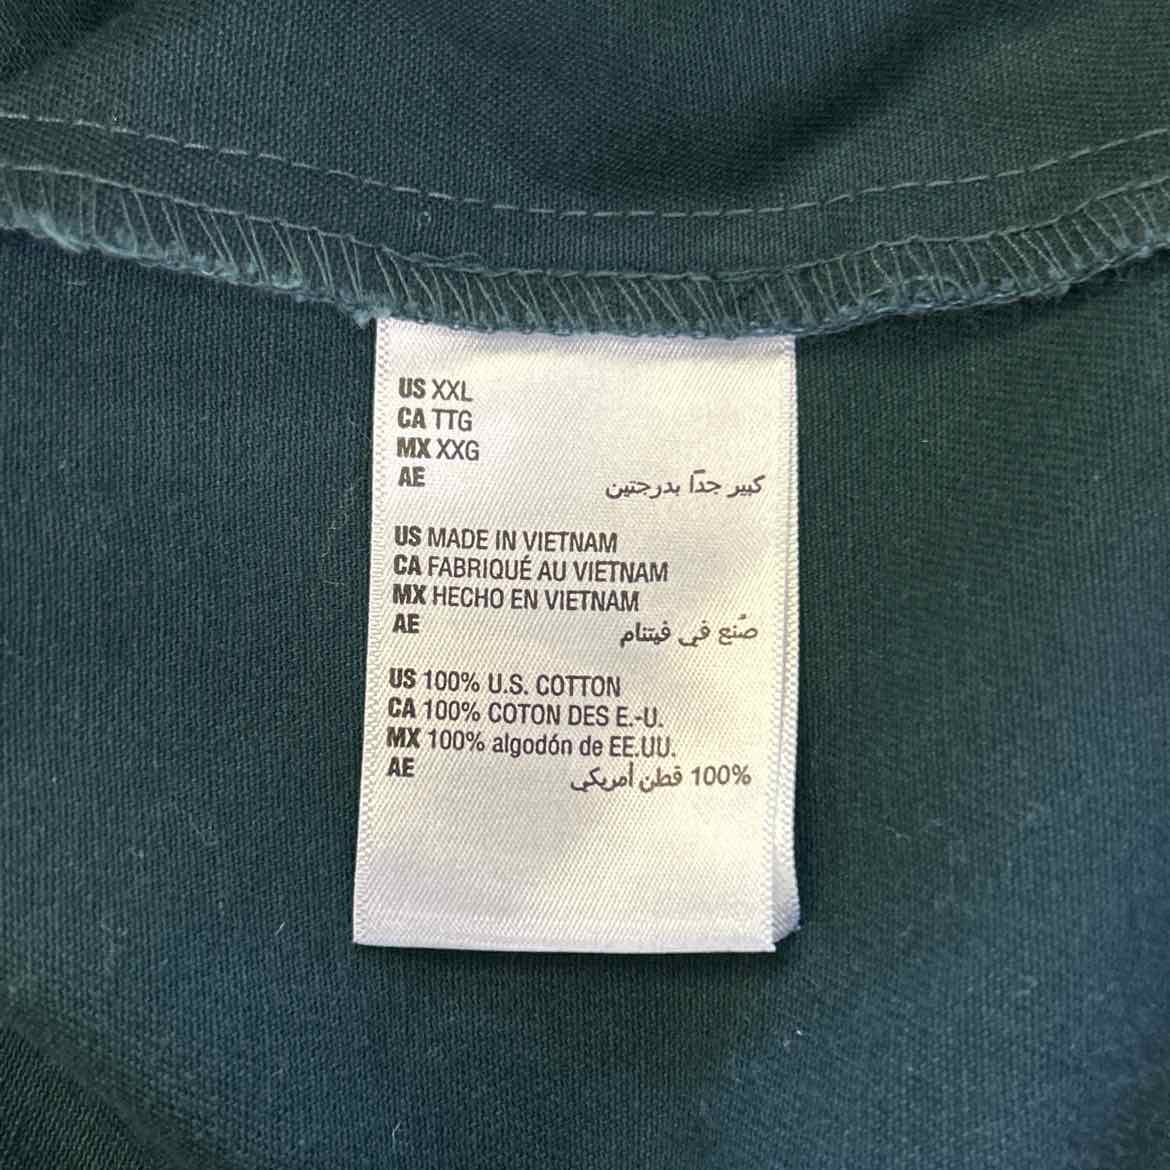 US XXL
CA TTG
MX XXG
AE كبير جدًا بدرجتين
US MADE IN VIETNAM
CA FABRIQUÉ AU VIETNAM
MX HECHO EN VIETNAM
AE صُنع في فيتنام
US 100% U.S. COTTON
CA 100% COTON DES E.-U.
MX 100% algodón de EE.UU.
AE 100% قطن أمريكي